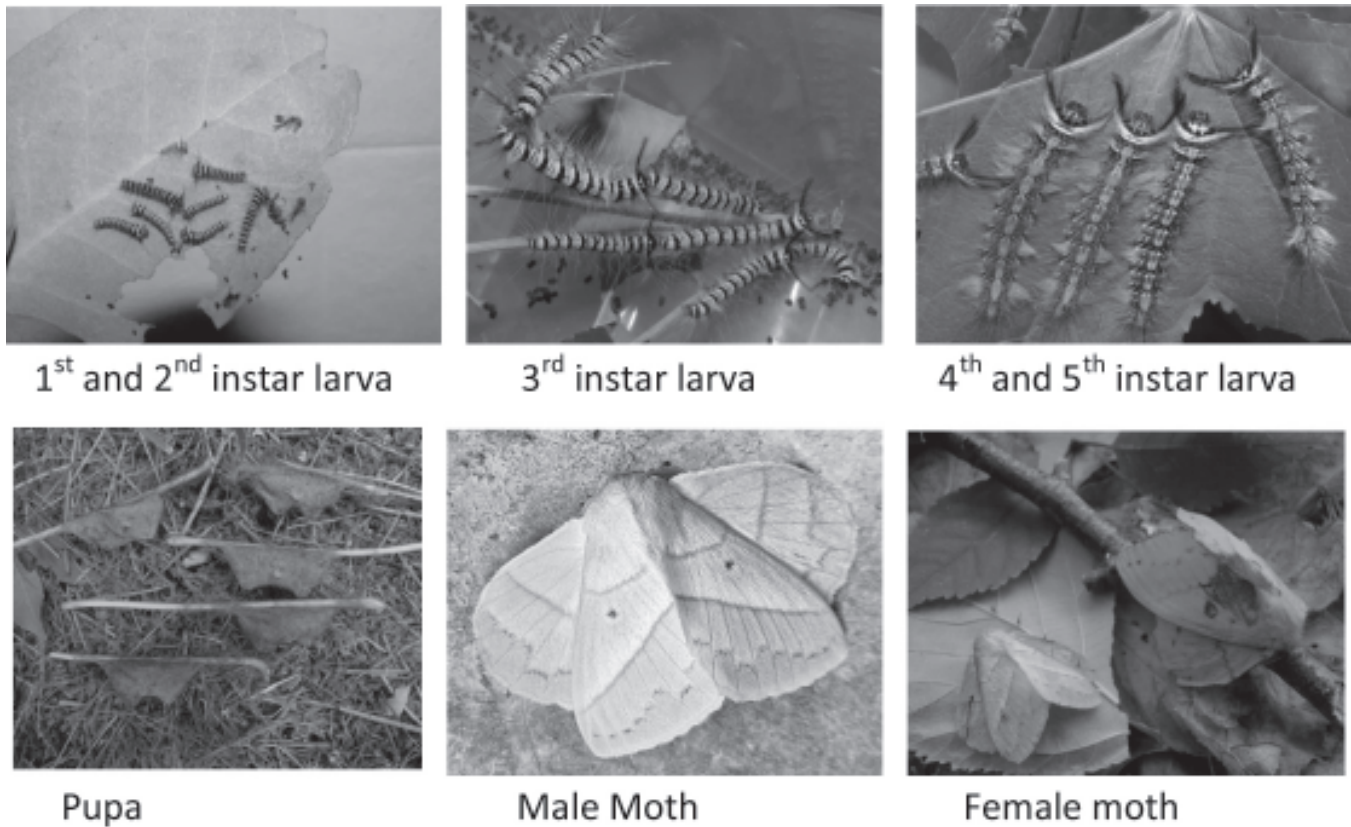 1st and 2nd instar larva
3rd instar larva
4th and 5th instar larva
Pupa
Male Moth
Female moth